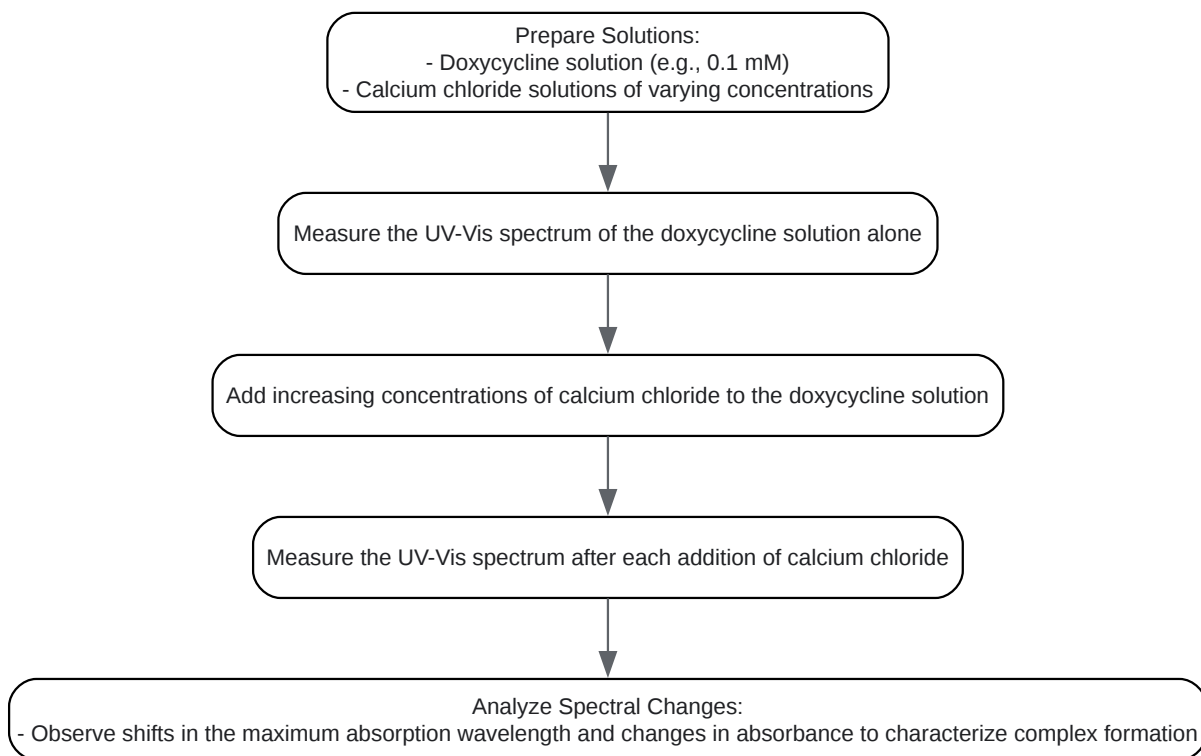 Prepare Solutions:
- Doxycycline solution (e.g., 0.1 mM)
- Calcium chloride solutions of varying concentrations
Measure the UV-Vis spectrum of the doxycycline solution alone
Add increasing concentrations of calcium chloride to the doxycycline solution
Measure the UV-Vis spectrum after each addition of calcium chloride
Analyze Spectral Changes:
- Observe shifts in the maximum absorption wavelength and changes in absorbance to characterize complex formation